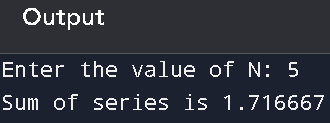 Output
Enter the value of N: 5
Sum of series is 1.716667